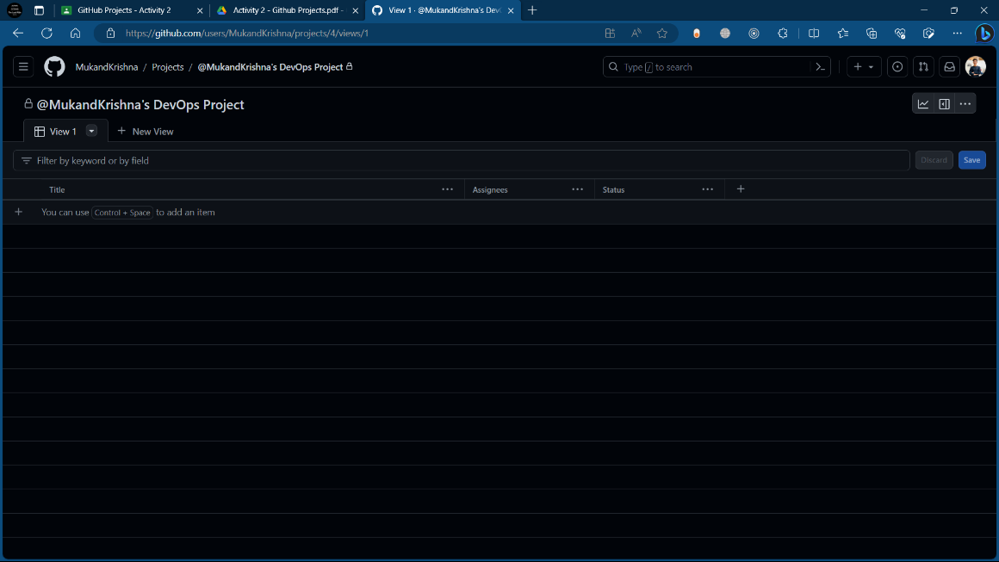 GitHub Projects - Activity 2
Activity 2 - Github Projects.pdf -
View 1 · @MukandKrishna's Dev
https://github.com/users/MukandKrishna/projects/4/views/1
MukandKrishna / Projects / @MukandKrishna's DevOps Project
Type / to search
@MukandKrishna's DevOps Project
View 1
New View
Filter by keyword or by field
Discard
Save
Title
Assignees
Status
You can use Control + Space to add an item